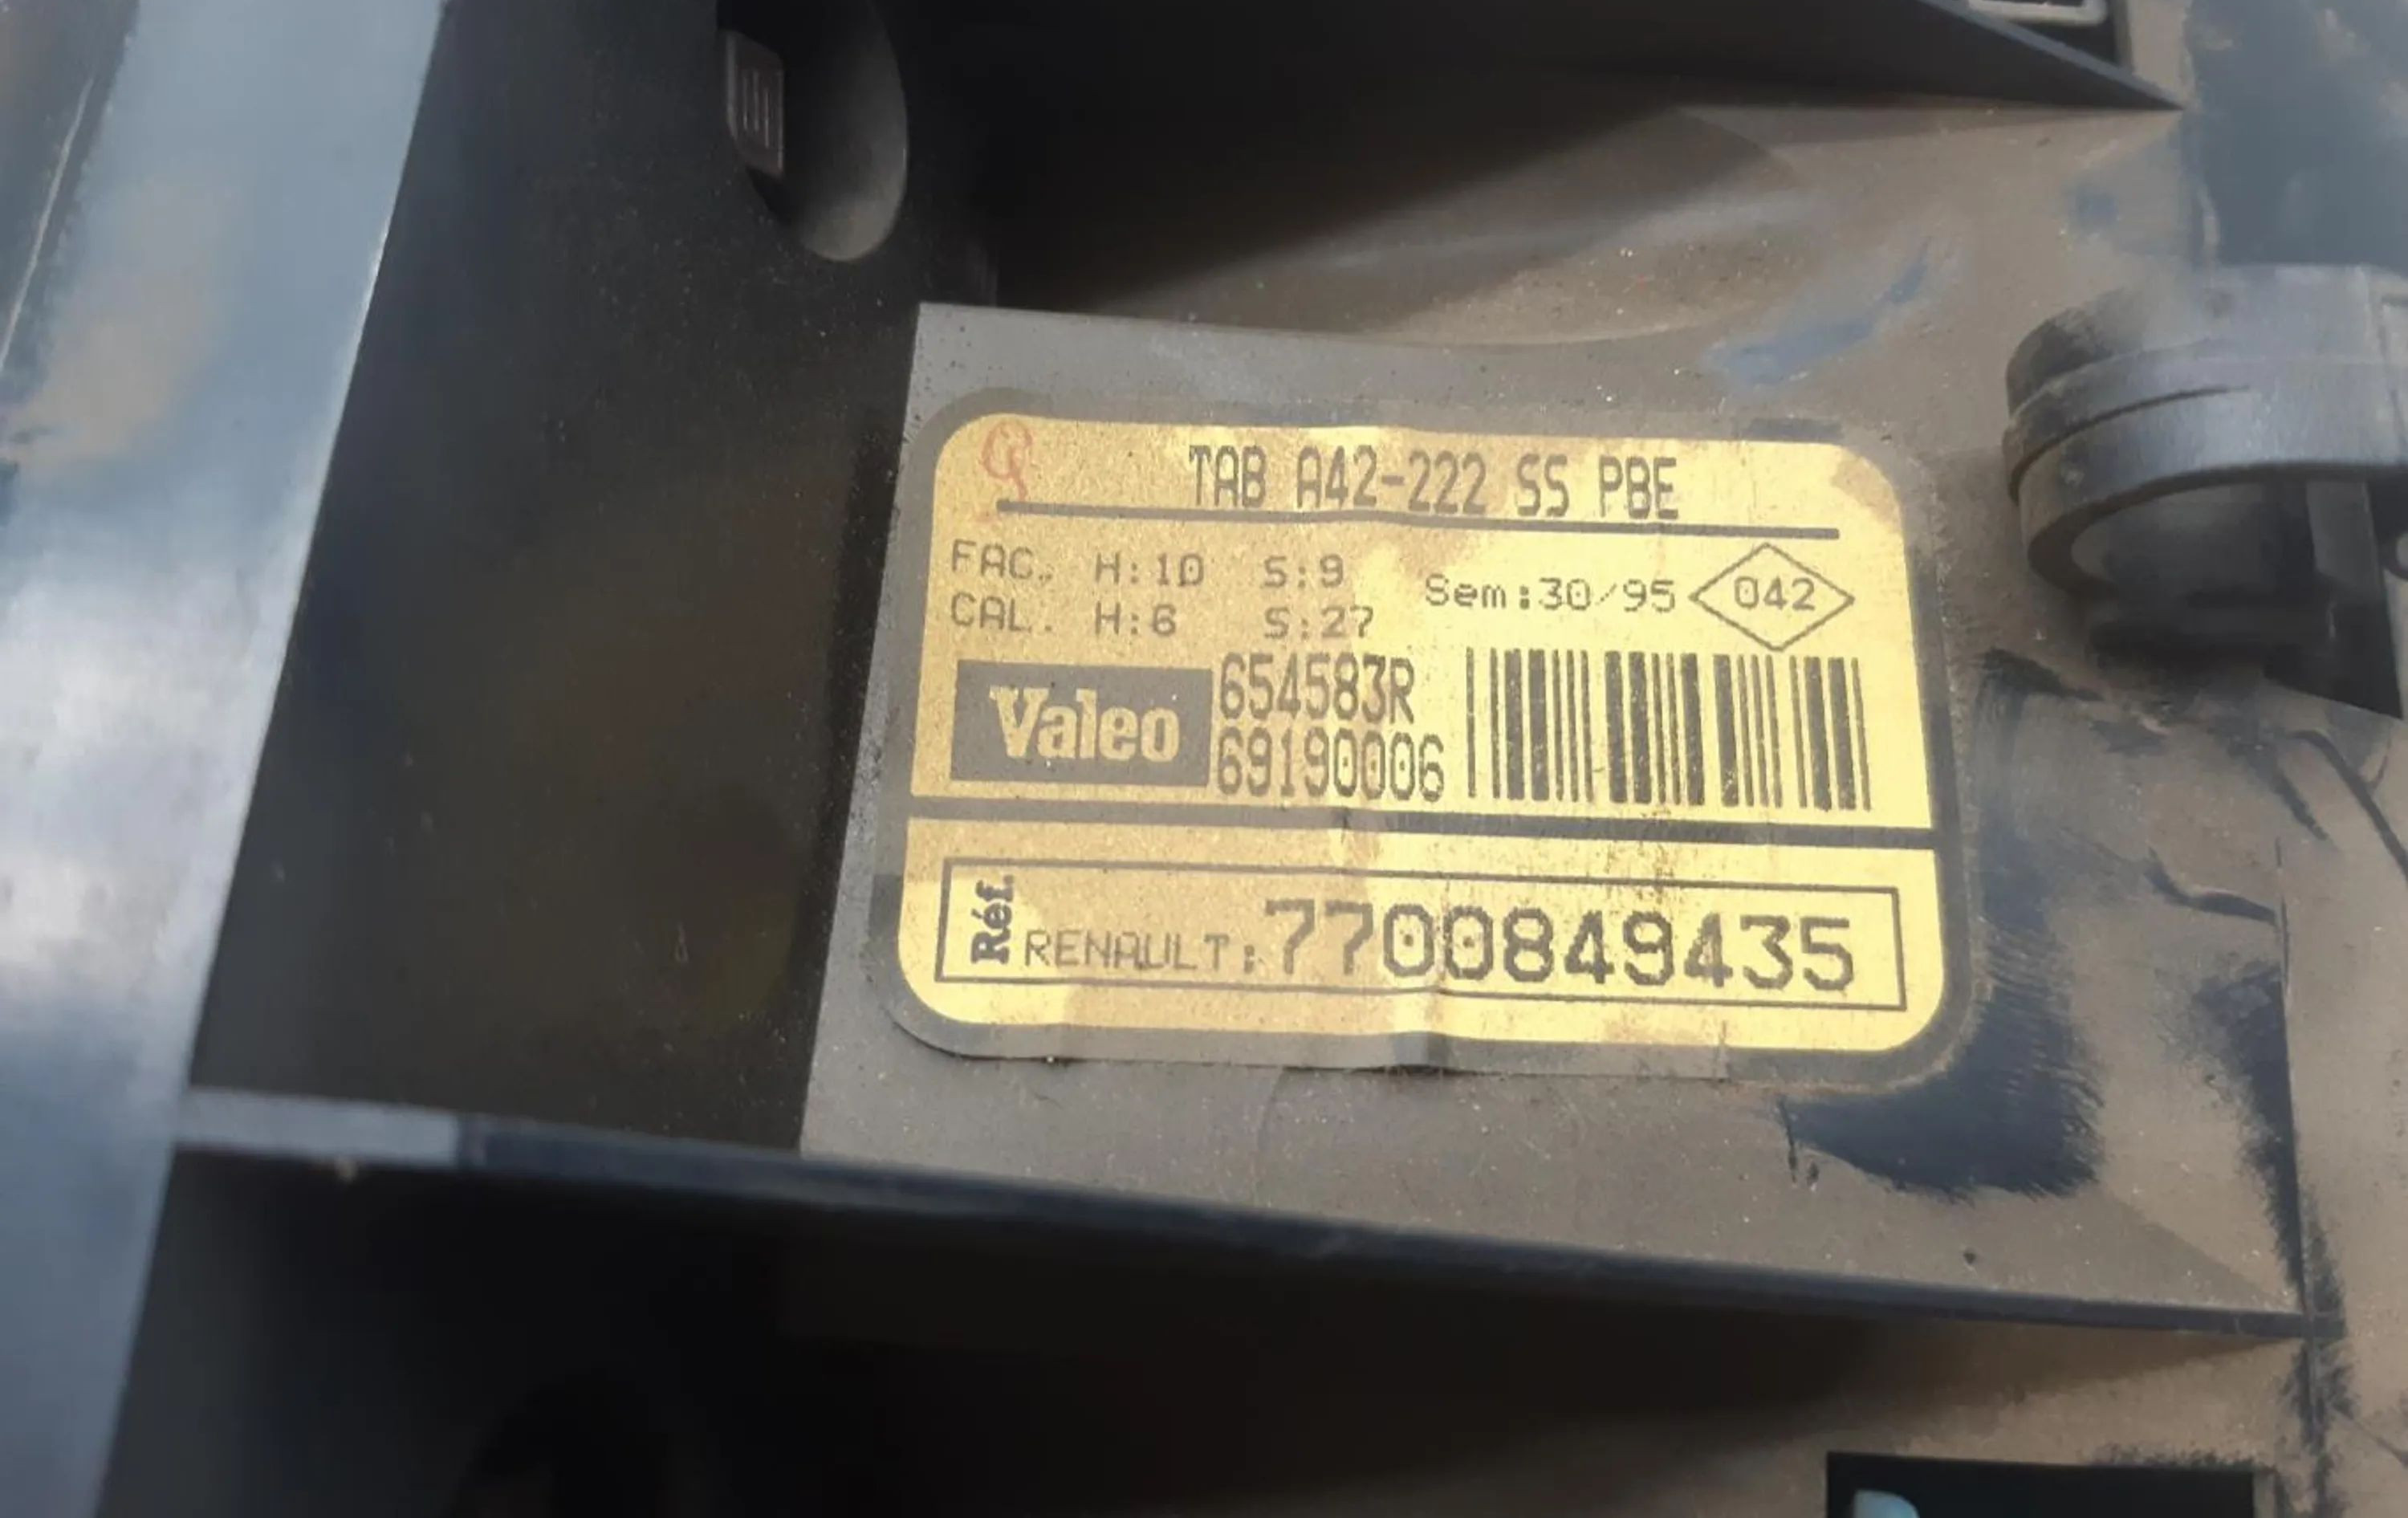 TAB A42-222 SS PBE
FAC. H:10 S:9
CAL. H:6 S:27
Sem:30/95
042
Valeo
654583R
69190006
Réf.
RENAULT:7700849435